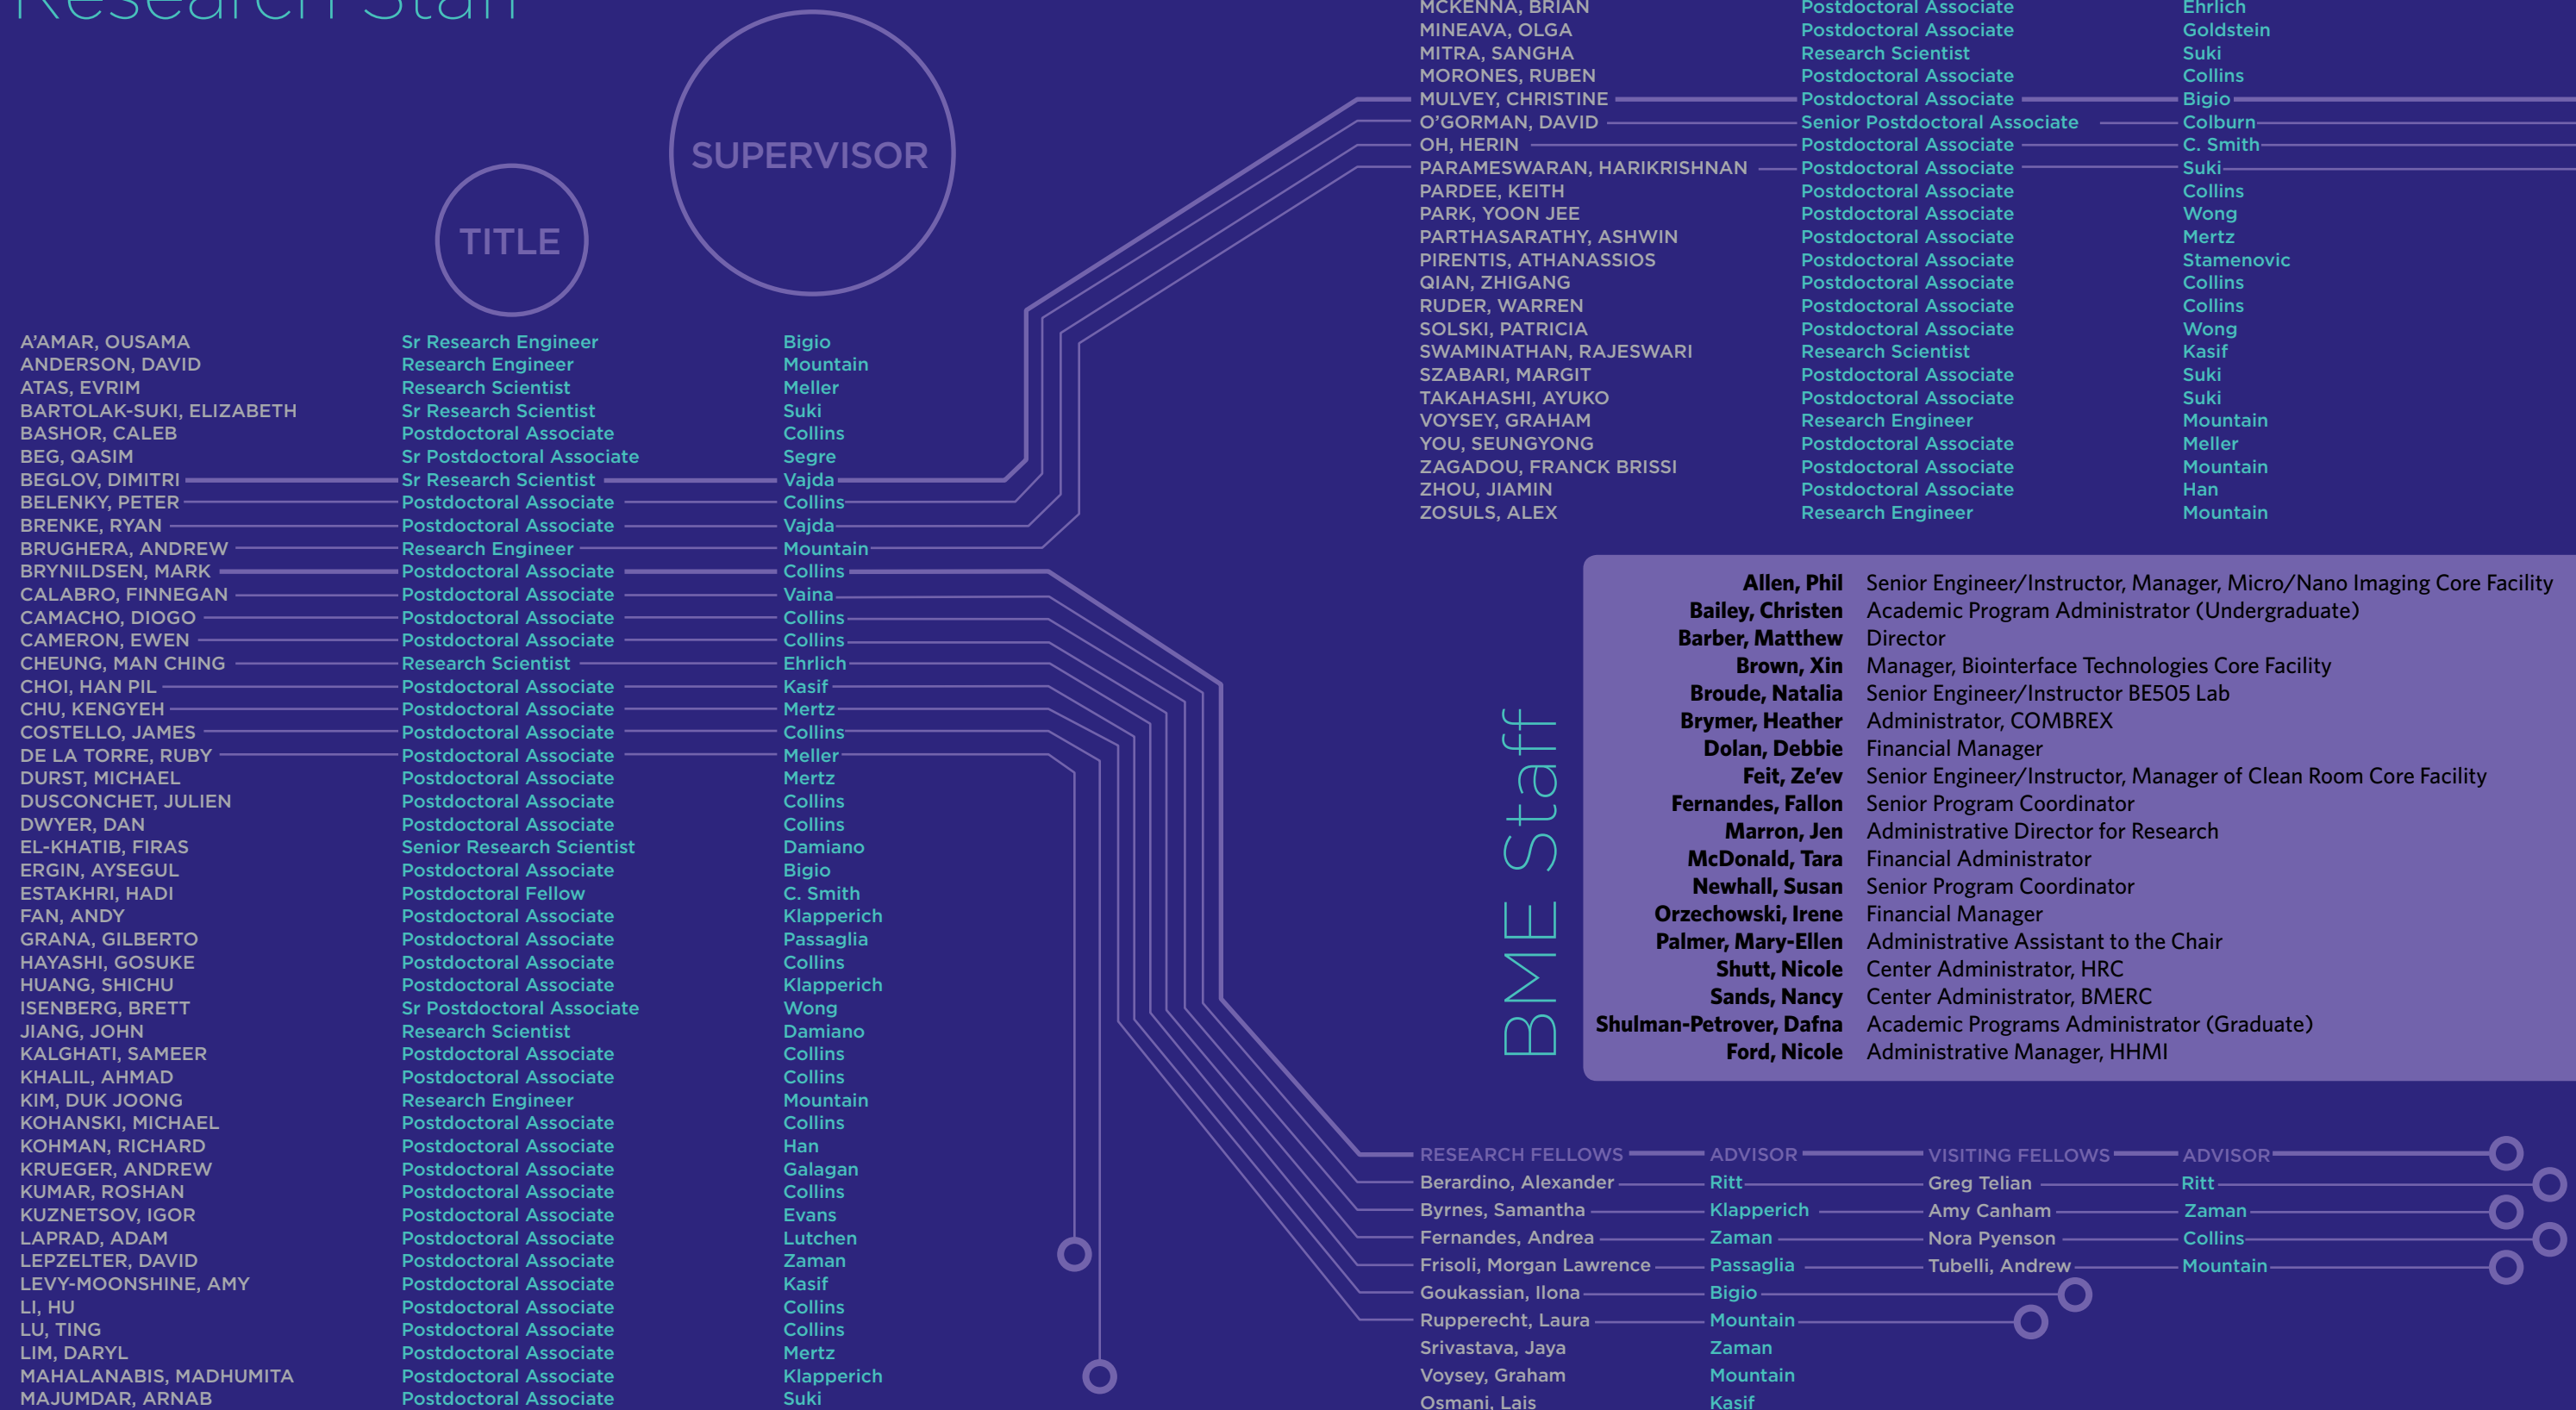 Research Staff
TITLE
SUPERVISOR
A'AMAR, OUSAMA Sr Research Engineer Bigio
ANDERSON, DAVID Research Engineer Mountain
ATAS, EVRIM Research Scientist Meller
BARTOLAK-SUKI, ELIZABETH Sr Research Scientist Suki
BASHOR, CALEB Postdoctoral Associate Collins
BEG, QASIM Sr Postdoctoral Associate Segre
BEGLOV, DIMITRI Sr Research Scientist Vajda
BELENKY, PETER Postdoctoral Associate Collins
BRENKE, RYAN Postdoctoral Associate Vajda
BRUGHERA, ANDREW Research Engineer Mountain
BRYNILDSEN, MARK Postdoctoral Associate Collins
CALABRO, FINNEGAN Postdoctoral Associate Vaina
CAMACHO, DIOGO Postdoctoral Associate Collins
CAMERON, EWEN Postdoctoral Associate Collins
CHEUNG, MAN CHING Research Scientist Ehrlich
CHOI, HAN PIL Postdoctoral Associate Kasif
CHU, KENGYEH Postdoctoral Associate Mertz
COSTELLO, JAMES Postdoctoral Associate Collins
DE LA TORRE, RUBY Postdoctoral Associate Meller
DURST, MICHAEL Postdoctoral Associate Mertz
DUSCONCHET, JULIEN Postdoctoral Associate Collins
DWYER, DAN Postdoctoral Associate Collins
EL-KHATIB, FIRAS Senior Research Scientist Damiano
ERGIN, AYSEGUL Postdoctoral Associate Bigio
ESTAKHRI, HADI Postdoctoral Fellow C. Smith
FAN, ANDY Postdoctoral Associate Klapperich
GRANA, GILBERTO Postdoctoral Associate Passaglia
HAYASHI, GOSUKE Postdoctoral Associate Collins
HUANG, SHICHU Postdoctoral Associate Klapperich
ISENBERG, BRETT Sr Postdoctoral Associate Wong
JIANG, JOHN Research Scientist Damiano
KALGHATI, SAMEER Postdoctoral Associate Collins
KHALIL, AHMAD Postdoctoral Associate Collins
KIM, DUK JOONG Research Engineer Mountain
KOHANSKI, MICHAEL Postdoctoral Associate Collins
KOHMAN, RICHARD Postdoctoral Associate Han
KRUEGER, ANDREW Postdoctoral Associate Galagan
KUMAR, ROSHAN Postdoctoral Associate Collins
KUZNETSOV, IGOR Postdoctoral Associate Evans
LAPRAD, ADAM Postdoctoral Associate Lutchen
LEPZELTER, DAVID Postdoctoral Associate Zaman
LEVY-MOONSHINE, AMY Postdoctoral Associate Kasif
LI, HU Postdoctoral Associate Collins
LU, TING Postdoctoral Associate Collins
LIM, DARYL Postdoctoral Associate Mertz
MAHALANABIS, MADHUMITA Postdoctoral Associate Klapperich
MAJUMDAR, ARNAB Postdoctoral Associate Suki
MCKENNA, BRIAN Postdoctoral Associate Ehrlich
MINEAVA, OLGA Postdoctoral Associate Goldstein
MITRA, SANGHA Research Scientist Suki
MORONES, RUBEN Postdoctoral Associate Collins
MULVEY, CHRISTINE Postdoctoral Associate Bigio
O'GORMAN, DAVID Senior Postdoctoral Associate Colburn
OH, HERIN Postdoctoral Associate C. Smith
PARAMESWARAN, HARIKRISHNAN Postdoctoral Associate Suki
PARDEE, KEITH Postdoctoral Associate Collins
PARK, YOON JEE Postdoctoral Associate Wong
PARTHASARATHY, ASHWIN Postdoctoral Associate Mertz
PIRENTIS, ATHANASSIOS Postdoctoral Associate Stamenovic
QIAN, ZHIGANG Postdoctoral Associate Collins
RUDER, WARREN Postdoctoral Associate Collins
SOLSKI, PATRICIA Postdoctoral Associate Wong
SWAMINATHAN, RAJESWARI Research Scientist Kasif
SZABARI, MARGIT Postdoctoral Associate Suki
TAKAHASHI, AYUKO Postdoctoral Associate Suki
VOYSEY, GRAHAM Research Engineer Mountain
YOU, SEUNGYONG Postdoctoral Associate Meller
ZAGADOU, FRANCK BRISSI Postdoctoral Associate Mountain
ZHOU, JIAMIN Postdoctoral Associate Han
ZOSULS, ALEX Research Engineer Mountain
BME Staff
Allen, Phil Senior Engineer/Instructor, Manager, Micro/Nano Imaging Core Facility
Bailey, Christen Academic Program Administrator (Undergraduate)
Barber, Matthew Director
Brown, Xin Manager, Biointerface Technologies Core Facility
Broude, Natalia Senior Engineer/Instructor BE505 Lab
Brymer, Heather Administrator, COMBREX
Dolan, Debbie Financial Manager
Feit, Ze'ev Senior Engineer/Instructor, Manager of Clean Room Core Facility
Fernandes, Fallon Senior Program Coordinator
Marron, Jen Administrative Director for Research
McDonald, Tara Financial Administrator
Newhall, Susan Senior Program Coordinator
Orzechowski, Irene Financial Manager
Palmer, Mary-Ellen Administrative Assistant to the Chair
Shutt, Nicole Center Administrator, HRC
Sands, Nancy Center Administrator, BMERC
Shulman-Petrover, Dafna Academic Programs Administrator (Graduate)
Ford, Nicole Administrative Manager, HHMI
RESEARCH FELLOWS ADVISOR VISITING FELLOWS ADVISOR
Berardino, Alexander Ritt Greg Telian Ritt
Byrnes, Samantha Klapperich Amy Canham Zaman
Fernandes, Andrea Zaman Nora Pyenson Collins
Frisoli, Morgan Lawrence Passaglia Tubelli, Andrew Mountain
Goukassian, Ilona Bigio
Rupperecht, Laura Mountain
Srivastava, Jaya Zaman
Voysey, Graham Mountain
Osmani, Lais Kasif